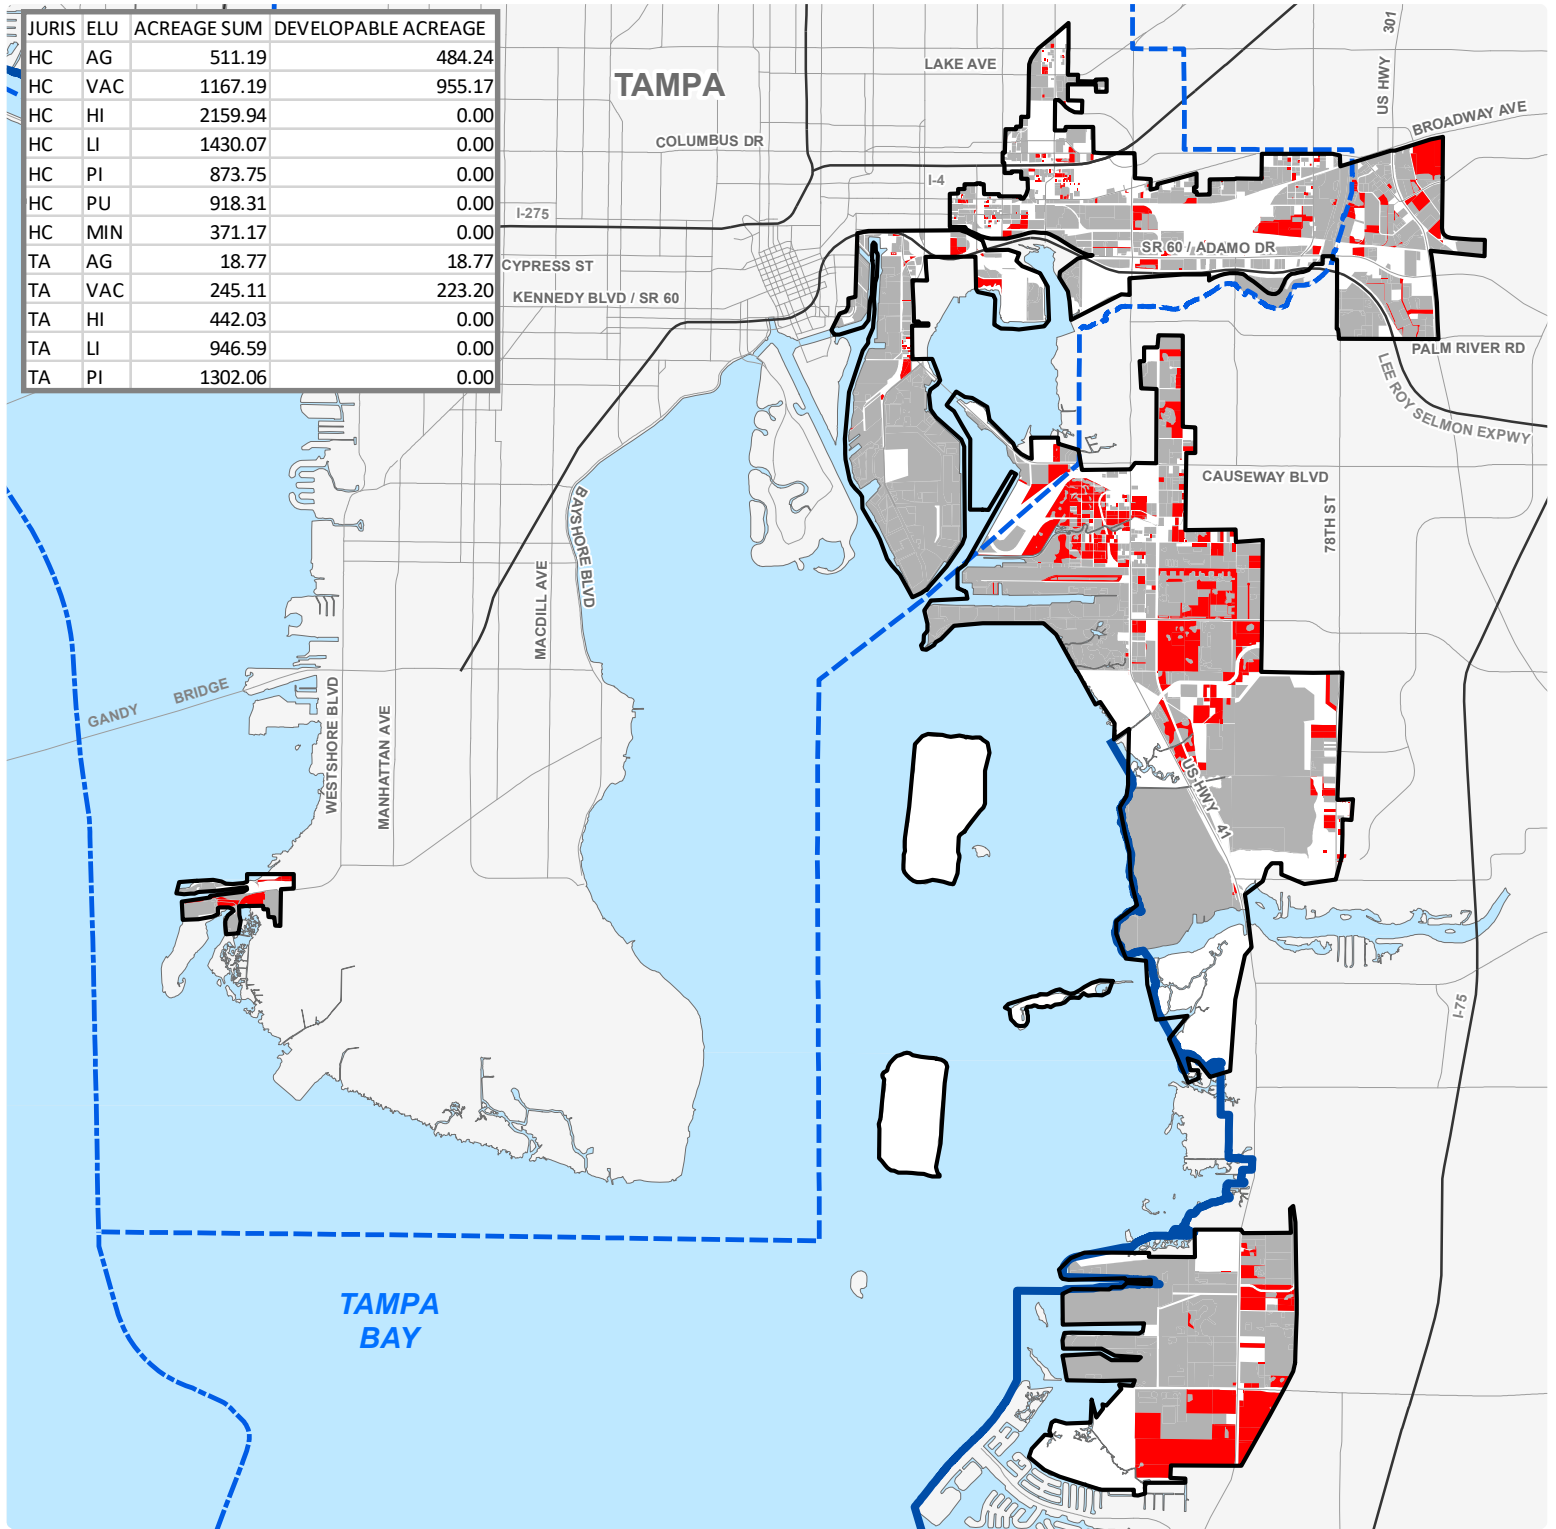 JURIS ELU ACREAGE SUM DEVELOPABLE ACREAGE
HC AG 511.19 484.24
HC VAC 1167.19 955.17
HC HI 2159.94 0.00
HC LI 1430.07 0.00
HC PI 873.75 0.00
HC PU 918.31 0.00
HC MIN 371.17 0.00
TA AG 18.77 18.77
TA VAC 245.11 223.20
TA HI 442.03 0.00
TA LI 946.59 0.00
TA PI 1302.06 0.00
TAMPA
LAKE AVE
US HWY 301
BROADWAY AVE
COLUMBUS DR
I-4
I-275
SR 60 / ADAMO DR
CYPRESS ST
KENNEDY BLVD / SR 60
PALM RIVER RD
LEE ROY SELMON EXPWY
CAUSEWAY BLVD
78TH ST
BAYSHORE BLVD
MACDILL AVE
GANDY BRIDGE
WESTSHORE BLVD
MANHATTAN AVE
US HWY 41
I-75
TAMPA
BAY